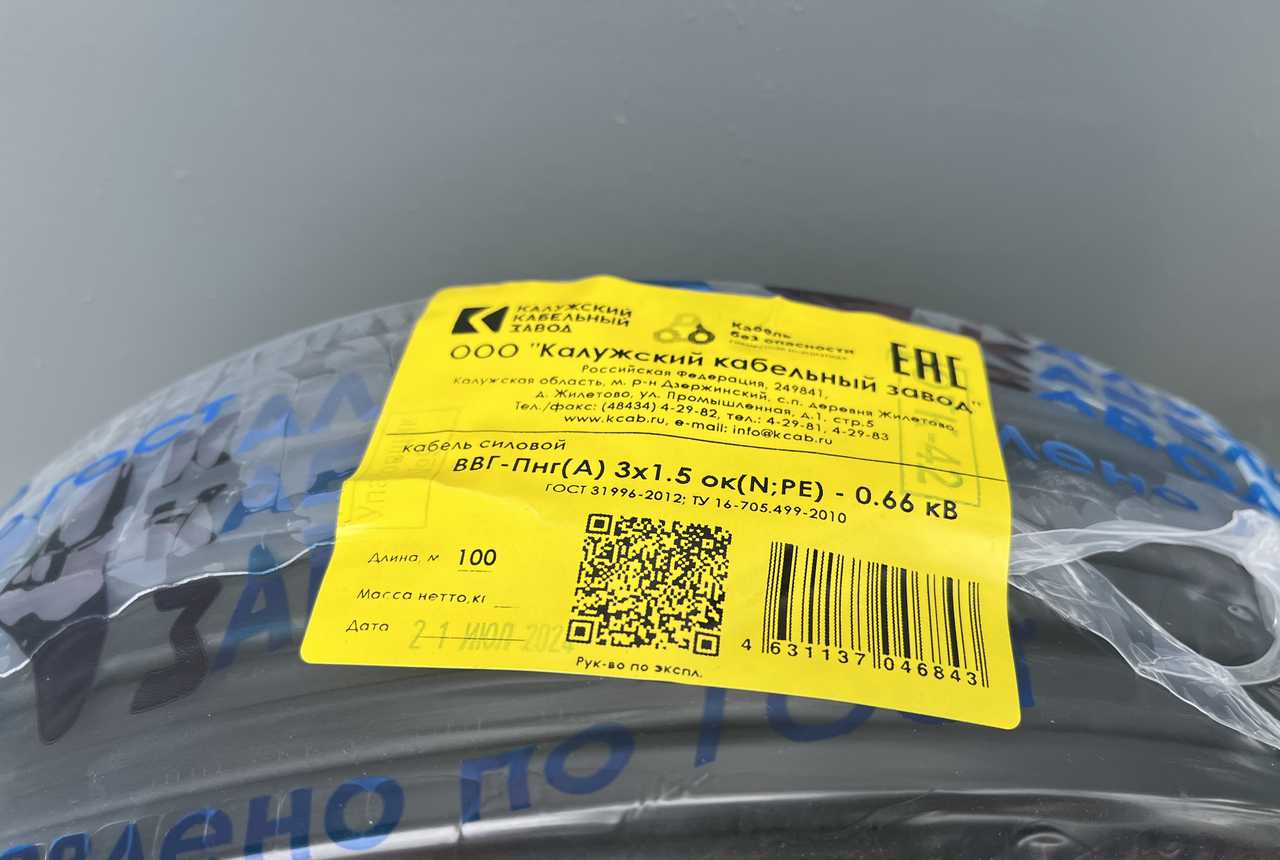 КАЛУЖСКИЙ
КАБЕЛЬНЫЙ
ЗАВОД
Кабель
без опасности
ЕАС
ООО "Калужский кабельный завод"
Российская Федерация, 249841,
Калужская область, м. р-н Дзержинский, с.п. деревня Жилетово,
д. Жилетово, ул. Промышленная, д.1, стр.5
Тел./факс: (48434) 4-29-82, тел.: 4-29-81, 4-29-83
www.kcab.ru, e-mail: info@kcab.ru
кабель силовой
ВВГ-Пнг(А) 3х1.5 ок(N;PE) - 0.66 кВ
ГОСТ 31996-2012; ТУ 16-705.499-2010
Длина, м 100
Масса нетто,кг
Дата 21 ИЮЛ 2024
Рук-во по экспл.
4 631137 046843
ГОСТ
по ГОСТ